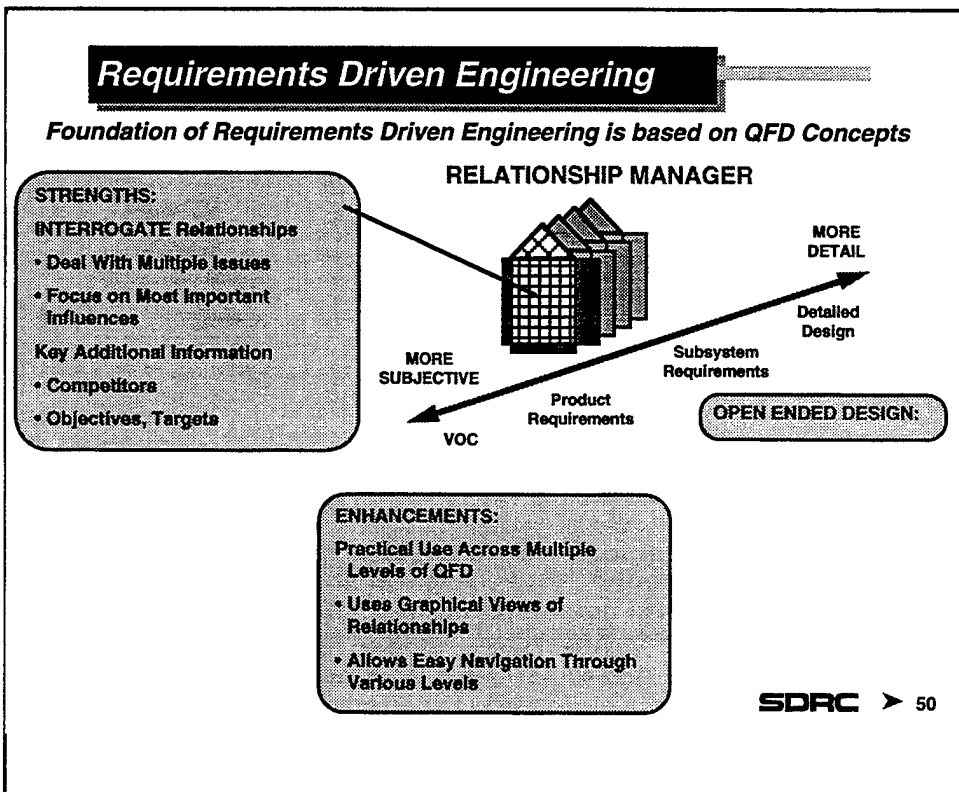 Requirements Driven Engineering
Foundation of Requirements Driven Engineering is based on QFD Concepts
STRENGTHS:
INTERROGATE Relationships
• Deal With Multiple Issues
• Focus on Most Important
Influences
Key Additional Information
• Competitors
• Objectives, Targets
RELATIONSHIP MANAGER
MORE
DETAIL
Detailed
Design
Subsystem
Requirements
MORE
SUBJECTIVE
Product
Requirements
VOC
OPEN ENDED DESIGN:
ENHANCEMENTS:
Practical Use Across Multiple
Levels of QFD
• Uses Graphical Views of
Relationships
• Allows Easy Navigation Through
Various Levels
SDRC ➤ 50